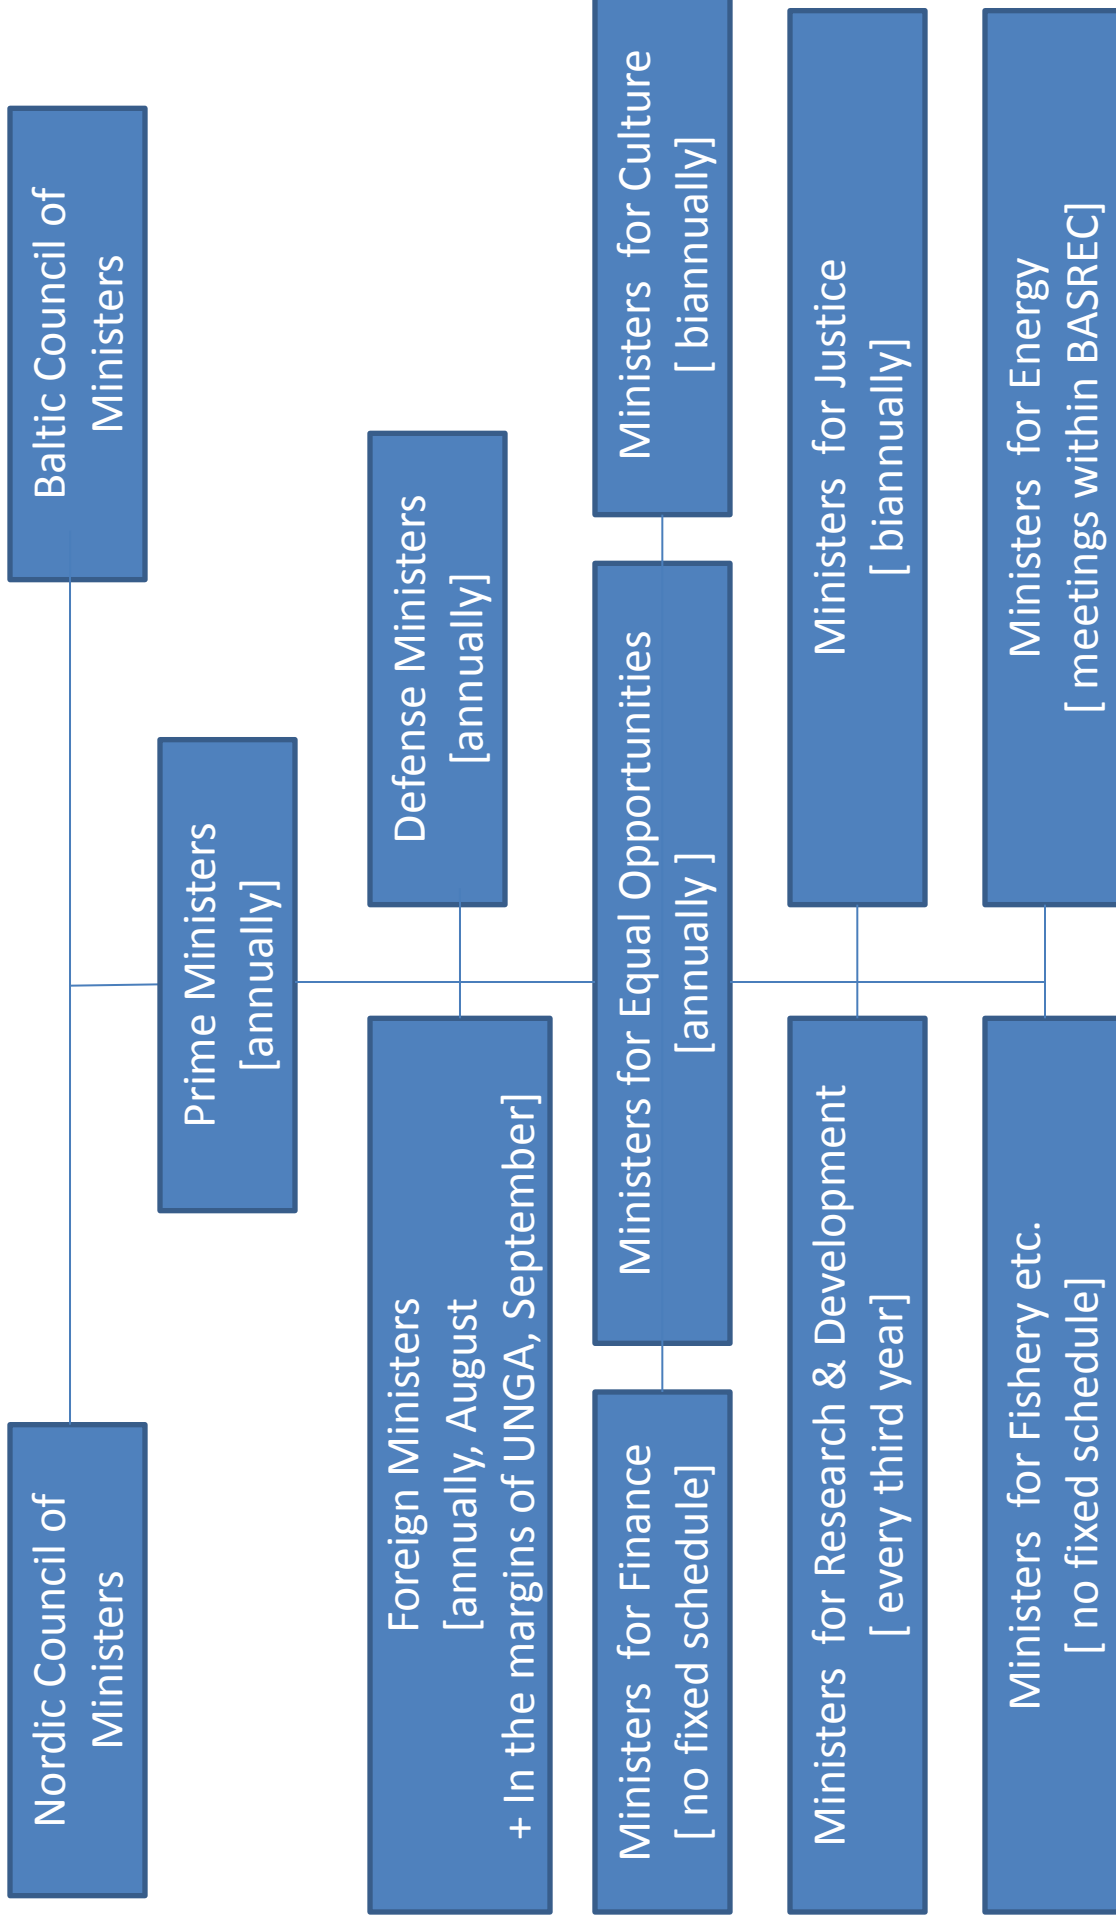 Nordic Council of
Ministers
Baltic Council of
Ministers
Prime Ministers
[annually]
Foreign Ministers
[annually, August
+ In the margins of UNGA, September]
Defense Ministers
[annually]
Ministers for Finance
[ no fixed schedule]
Ministers for Equal Opportunities
[annually ]
Ministers for Culture
[ biannually]
Ministers for Research & Development
[ every third year]
Ministers for Justice
[ biannually]
Ministers for Fishery etc.
[ no fixed schedule]
Ministers for Energy
[ meetings within BASREC]